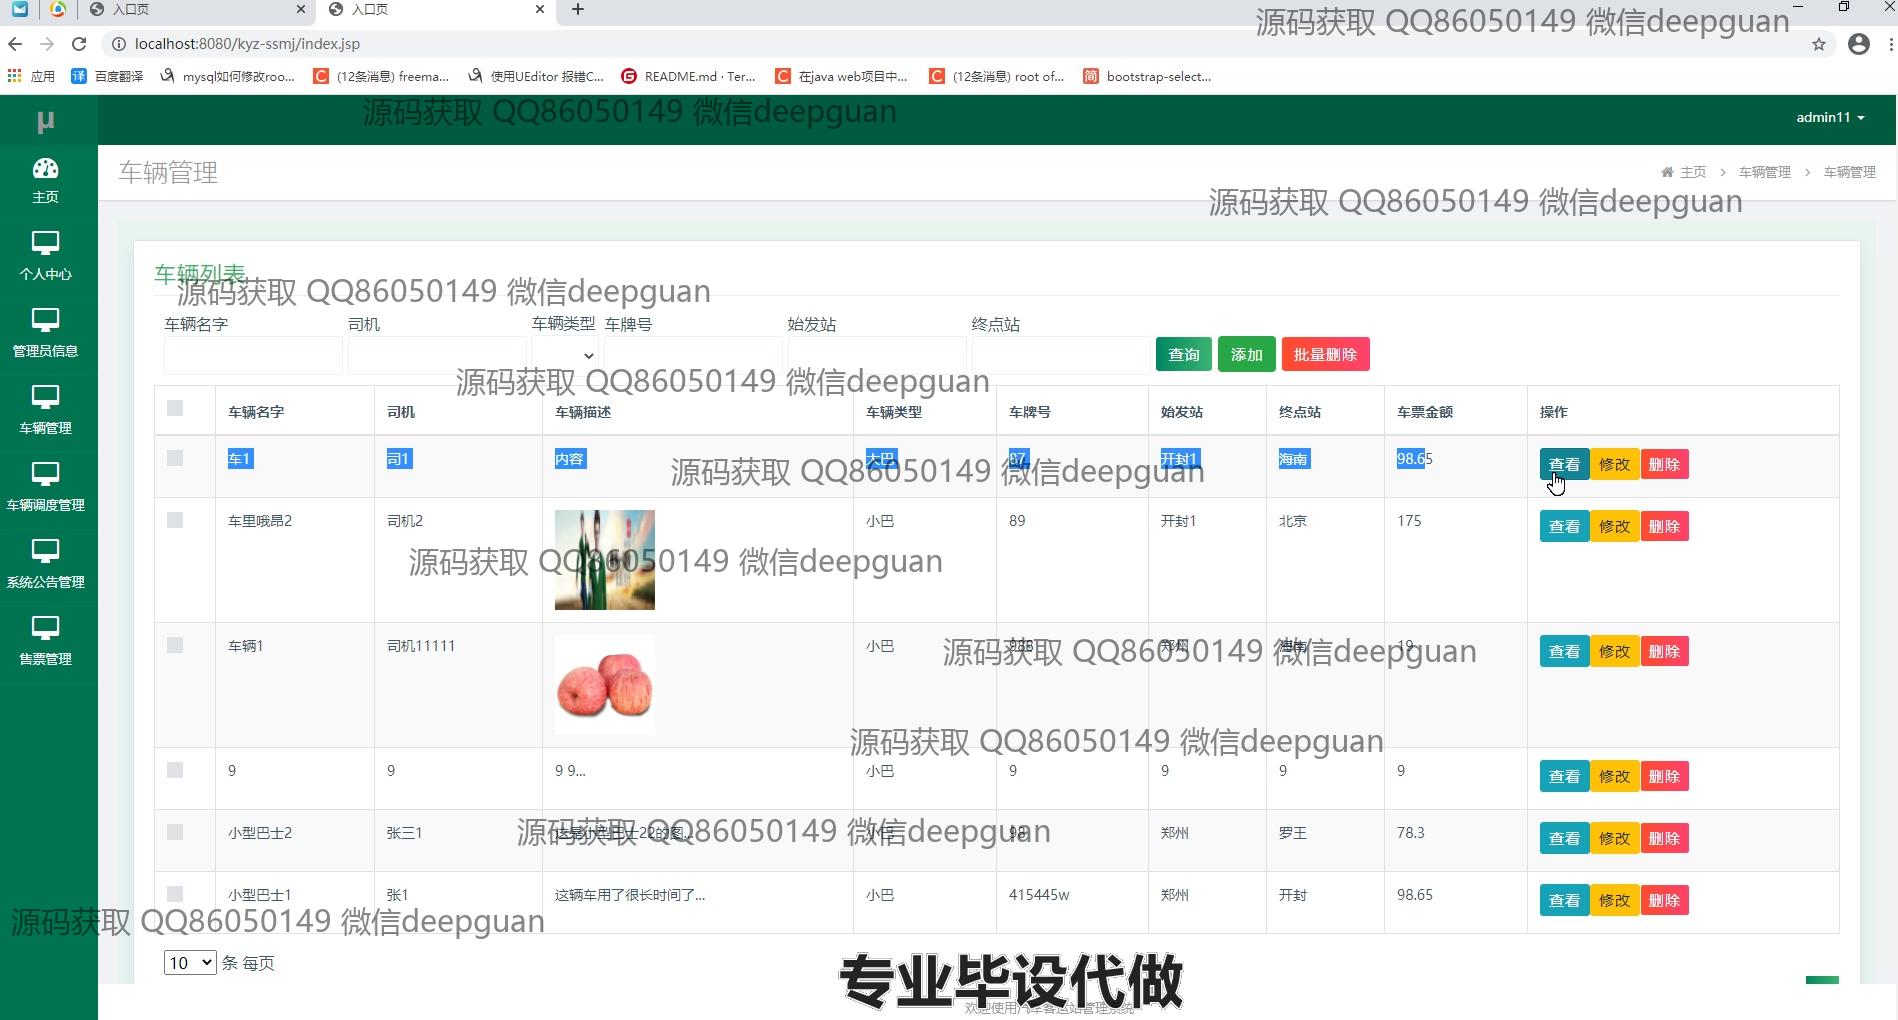 入口页
入口页
源码获取 QQ86050149 微信deepguan
localhost:8080/kyz-ssmj/index.jsp
应用 百度翻译 mysql如何修改roo... (12条消息) freema... 使用UEditor 报错C... README.md · Ter... 在java web项目中... (12条消息) root of... bootstrap-select...
源码获取 QQ86050149 微信deepguan
μ
admin11
主页
个人中心
管理员信息
车辆管理
车辆调度管理
系统公告管理
售票管理
车辆管理
主页 > 车辆管理 > 车辆管理
源码获取 QQ86050149 微信deepguan
车辆列表
源码获取 QQ86050149 微信deepguan
车辆名字 司机 车辆类型 车牌号 始发站 终点站
查询 添加 批量删除
源码获取 QQ86050149 微信deepguan
车辆名字 司机 车辆描述 车辆类型 车牌号 始发站 终点站 车票金额 操作
车1 司1 内容 大巴 87 开封1 海南 98.65 查看 修改 删除
源码获取 QQ86050149 微信deepguan
车里哦昂2 司机2 小巴 89 开封1 北京 175 查看 修改 删除
源码获取 QQ86050149 微信deepguan
车辆1 司机11111 小巴 988 郑州 海南 19 查看 修改 删除
源码获取 QQ86050149 微信deepguan
源码获取 QQ86050149 微信deepguan
9 9 9 9... 小巴 9 9 9 9 查看 修改 删除
小型巴士2 张三1 这是小型巴士22的图... 小巴 98 郑州 罗王 78.3 查看 修改 删除
源码获取 QQ86050149 微信deepguan
小型巴士1 张1 这辆车用了很长时间了... 小巴 415445w 郑州 开封 98.65 查看 修改 删除
源码获取 QQ86050149 微信deepguan
10 条 每页
专业毕设代做
欢迎使用汽车客运站管理系统